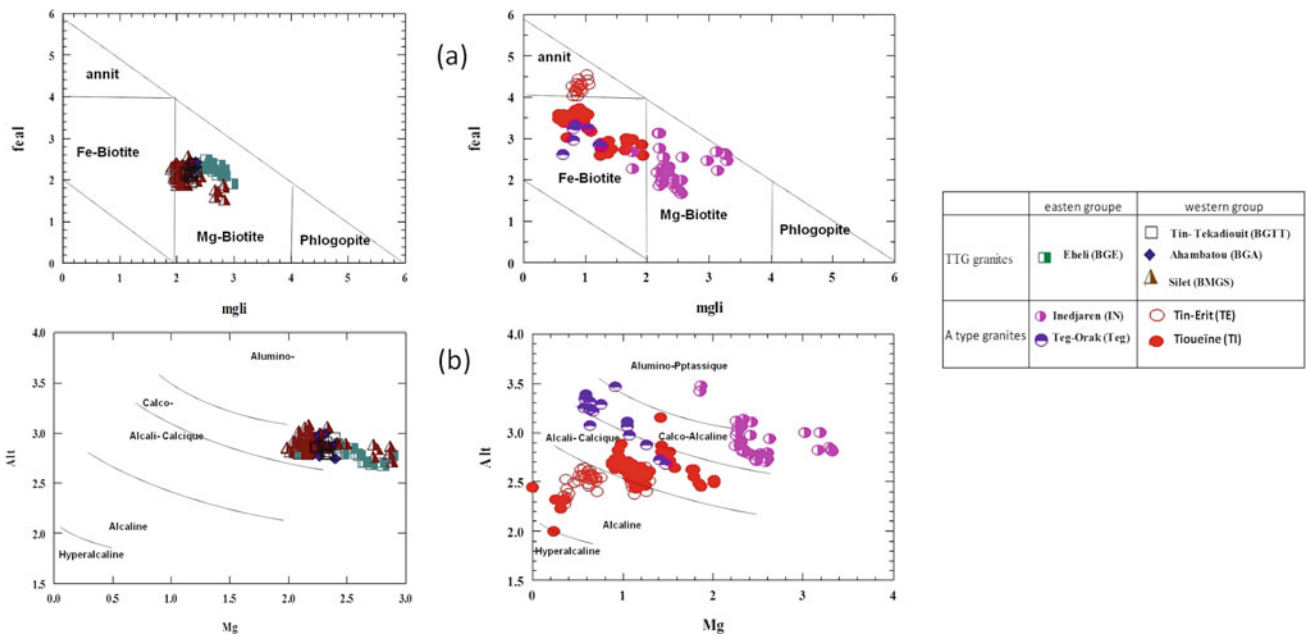 (a)
6
5
4
3
2
1
0
feal
annit
Fe-Biotite
Mg-Biotite
Phlogopite
0 1 2 3 4 5 6
mgli
6
5
4
3
2
1
0
feal
annit
Fe-Biotite
Mg-Biotite
Phlogopite
0 1 2 3 4 5 6
mgli
(b)
4.0
3.5
3.0
2.5
2.0
1.5
Alt
Alumino-
Calco-
Alcali- Calcique
Alcaline
Hyperalcaline
0.0 0.5 1.0 1.5 2.0 2.5 3.0
Mg
4.0
3.5
3.0
2.5
2.0
1.5
Alt
Alumino-Pptassique
Alcali- Calcique
Calco-Alcaline
Alcaline
Hyperalcaline
0 1 2 3 4
Mg
easten groupe western group
TTG granites
Eheli (BGE)
Tin- Tekadiouit (BGTT)
Ahambatou (BGA)
Silet (BMGS)
A type granites
Inedjaren (IN)
Teg-Orak (Teg)
Tin-Erit (TE)
Tioueïne (TI)